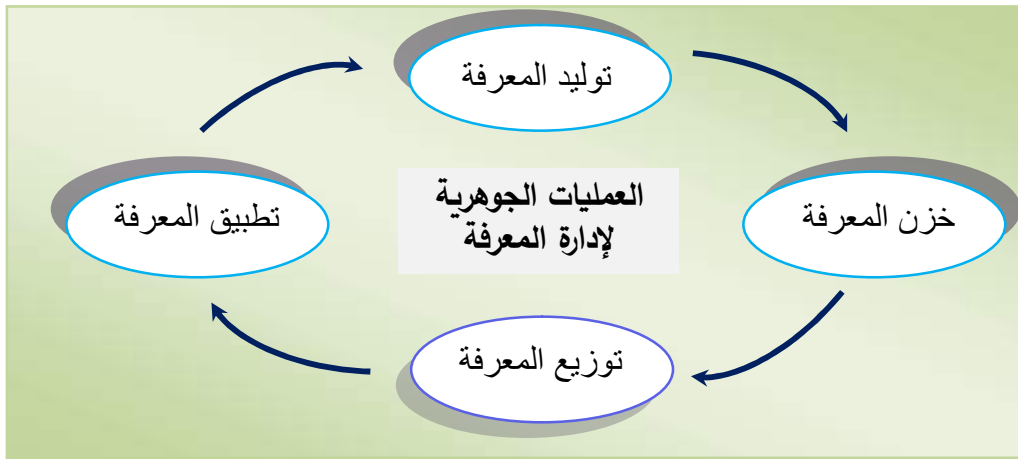 توليد المعرفة
خزن المعرفة
العمليات الجوهرية
لإدارة المعرفة
تطبيق المعرفة
توزيع المعرفة